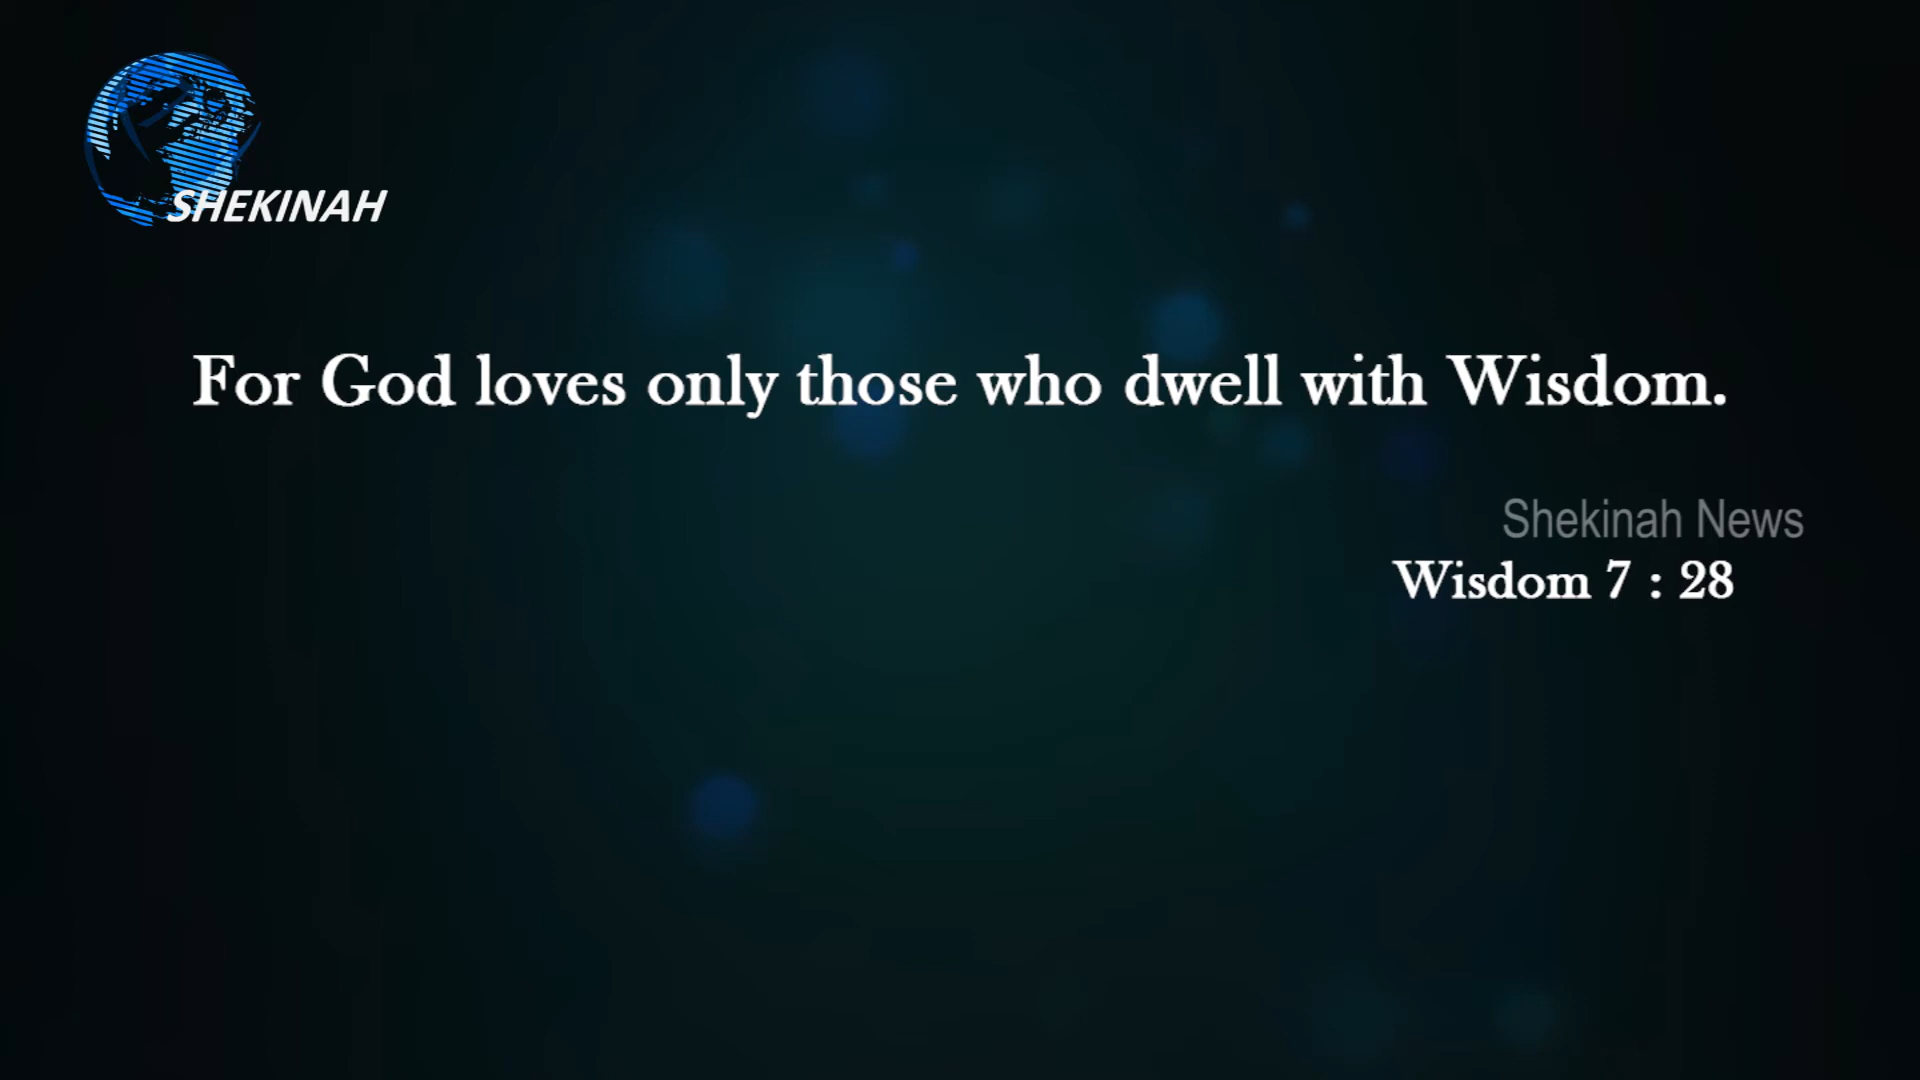 SHEKINAH
For God loves only those who dwell with Wisdom.
Shekinah News
Wisdom 7 : 28